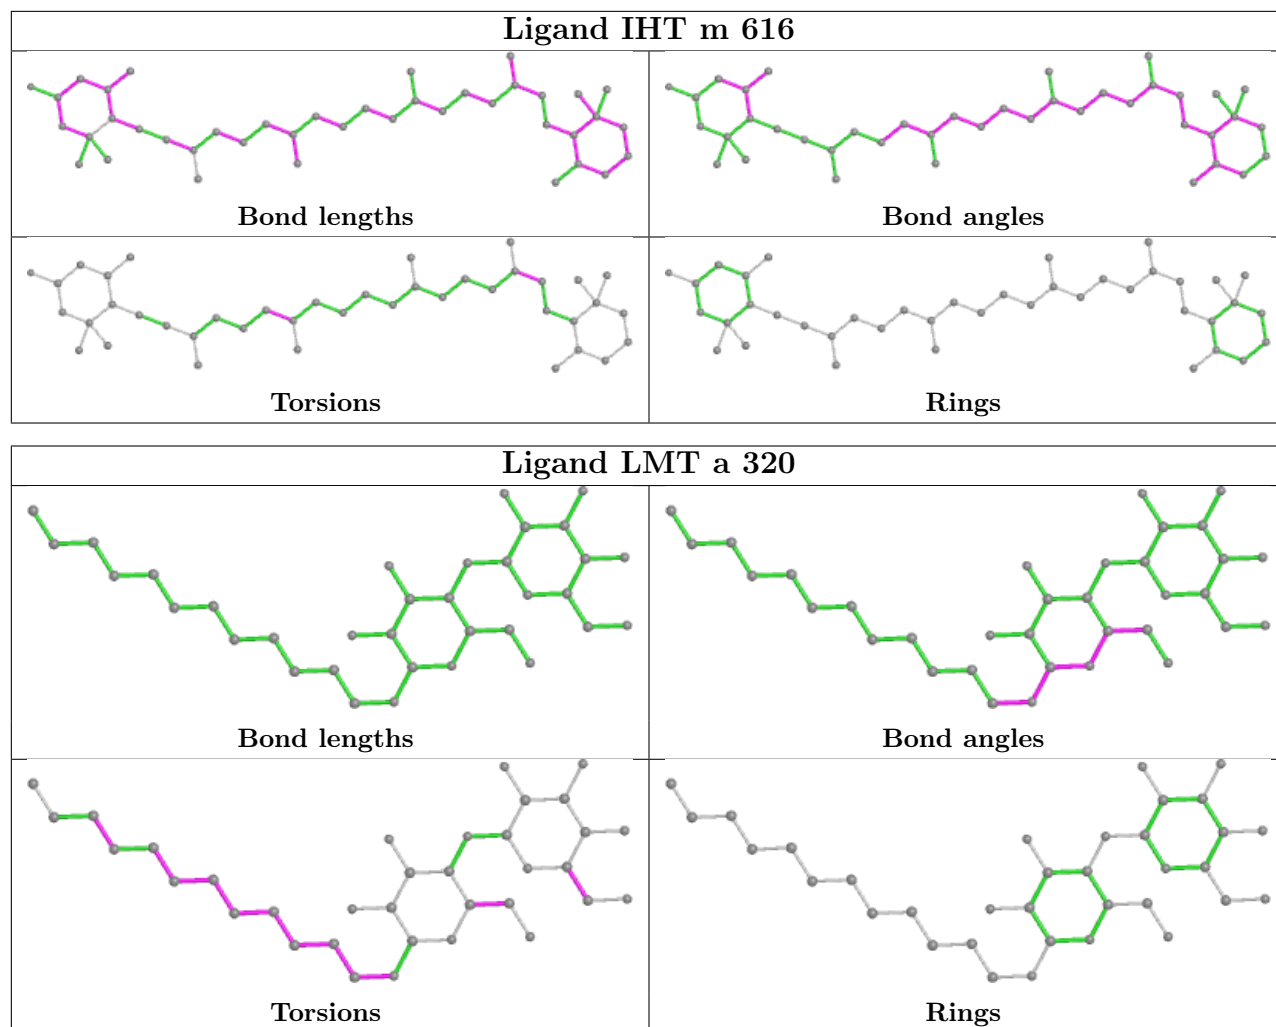 Ligand IHT m 616
Bond lengths
Bond angles
Torsions
Rings
Ligand LMT a 320
Bond lengths
Bond angles
Torsions
Rings